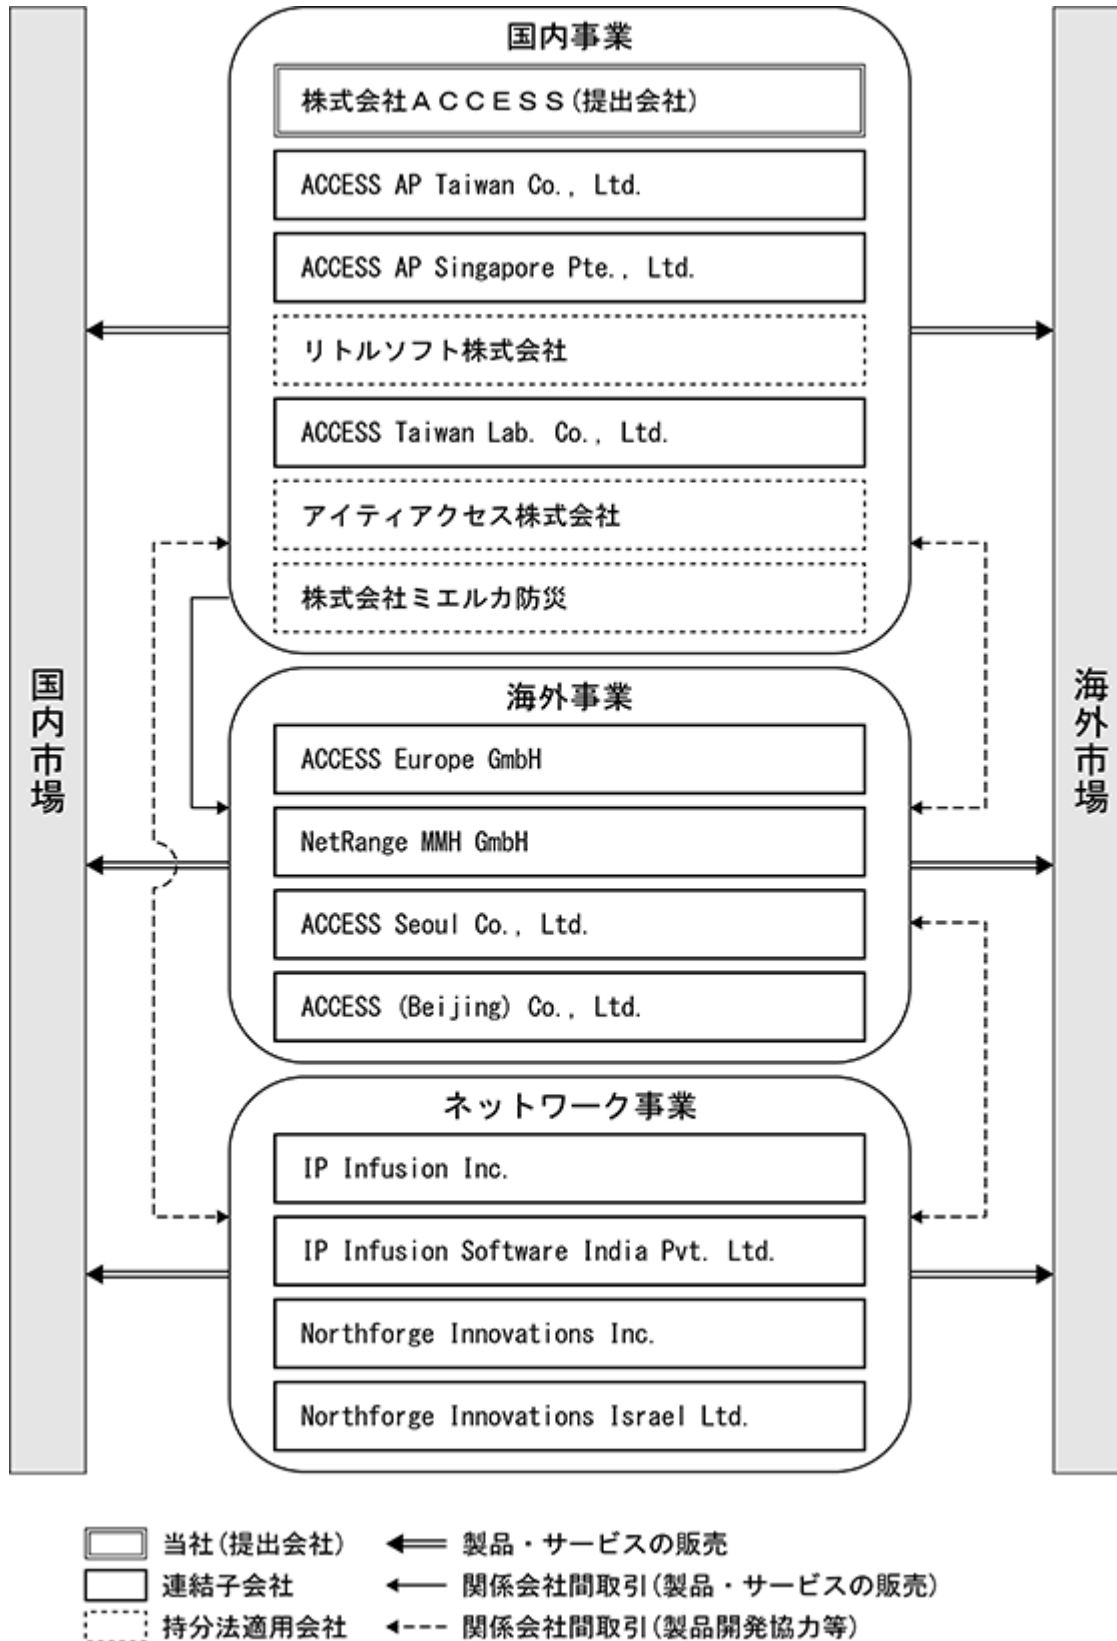 国内事業
株式会社ＡＣＣＥＳＳ(提出会社)
ACCESS AP Taiwan Co., Ltd.
ACCESS AP Singapore Pte., Ltd.
リトルソフト株式会社
ACCESS Taiwan Lab. Co., Ltd.
アイティアクセス株式会社
株式会社ミエルカ防災
国内市場
海外市場
海外事業
ACCESS Europe GmbH
NetRange MMH GmbH
ACCESS Seoul Co., Ltd.
ACCESS (Beijing) Co., Ltd.
ネットワーク事業
IP Infusion Inc.
IP Infusion Software India Pvt. Ltd.
Northforge Innovations Inc.
Northforge Innovations Israel Ltd.
当社(提出会社)
製品・サービスの販売
連結子会社
関係会社間取引(製品・サービスの販売)
持分法適用会社
関係会社間取引(製品開発協力等)